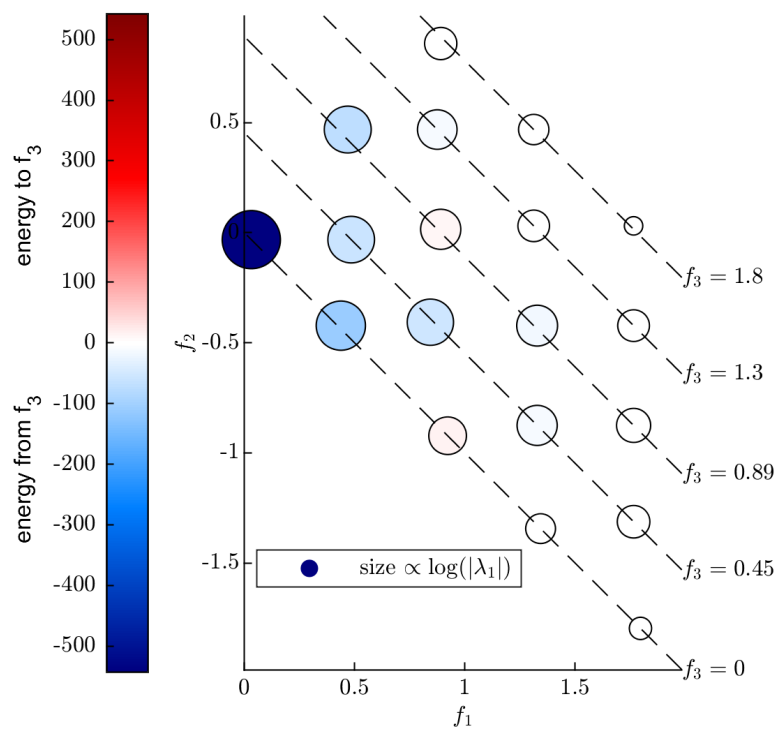 500
400
300
200
100
0
-100
-200
-300
-400
-500
energy to f3
energy from f3
0.5
0
-0.5
-1
-1.5
f2
0
0.5
1
1.5
f1
f3 = 1.8
f3 = 1.3
f3 = 0.89
f3 = 0.45
f3 = 0
size ∝ log(|λ1|)